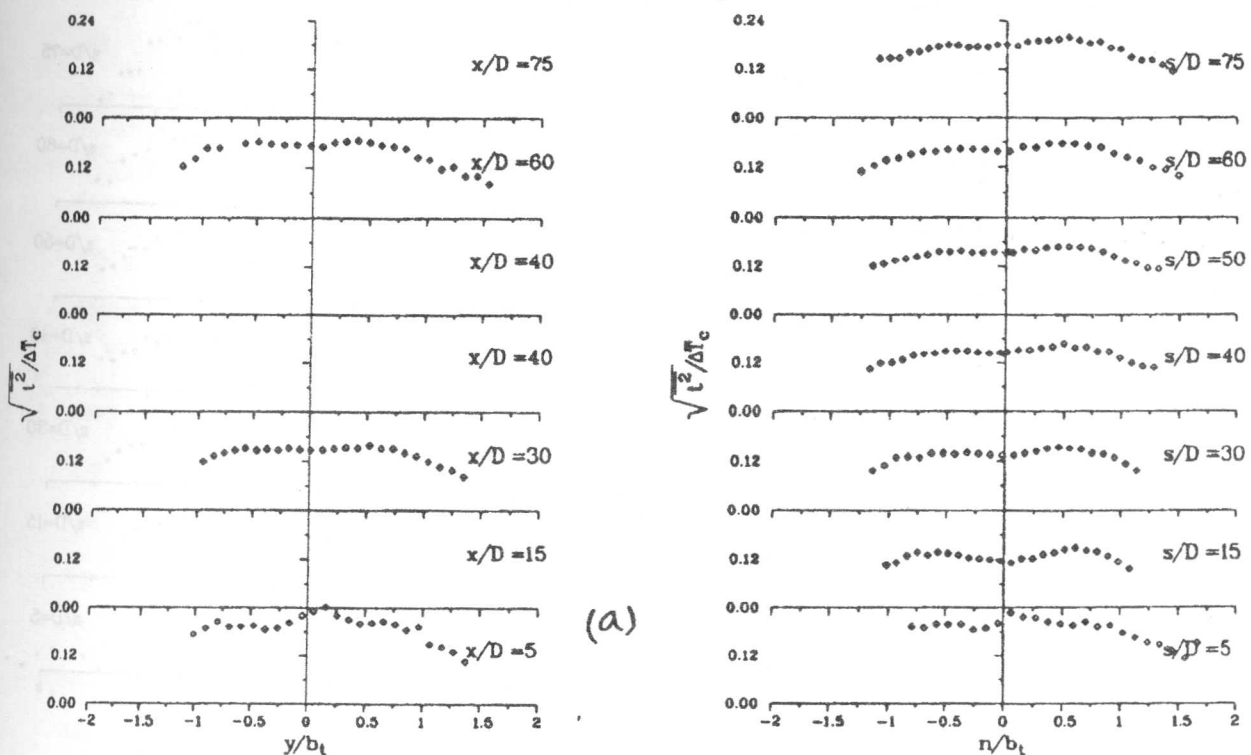 0.24
0.12
x/D =75
0.00
0.12
x/D =60
0.00
0.12
x/D =40
0.00
0.12
x/D =40
0.00
0.12
x/D =30
0.00
0.12
x/D =15
0.00
0.12
x/D =5
0.00
-2 -1.5 -1 -0.5 0 0.5 1 1.5 2
y/b_t
√t²/ΔT_c
(a)
0.24
0.12
s/D =75
0.00
0.12
s/D =60
0.00
0.12
s/D =50
0.00
0.12
s/D =40
0.00
0.12
s/D =30
0.00
0.12
s/D =15
0.00
0.12
s/D =5
0.00
-2 -1.5 -1 -0.5 0 0.5 1 1.5 2
n/b_t
√t²/ΔT_c